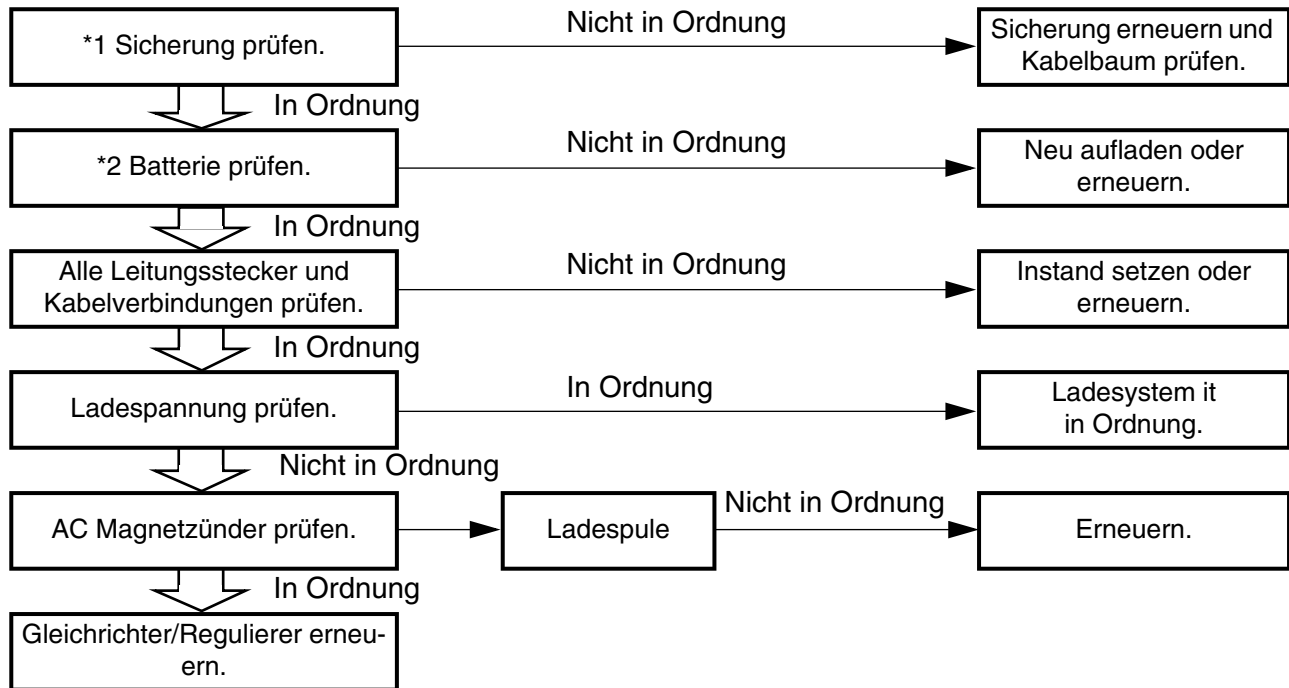 *1 Sicherung prüfen.
Nicht in Ordnung
Sicherung erneuern und
Kabelbaum prüfen.
In Ordnung
*2 Batterie prüfen.
Nicht in Ordnung
Neu aufladen oder
erneuern.
In Ordnung
Alle Leitungsstecker und
Kabelverbindungen prüfen.
Nicht in Ordnung
Instand setzen oder
erneuern.
In Ordnung
Ladespannung prüfen.
In Ordnung
Ladesystem it
in Ordnung.
Nicht in Ordnung
AC Magnetzünder prüfen.
Ladespule
Nicht in Ordnung
Erneuern.
In Ordnung
Gleichrichter/Regulierer erneu-
ern.